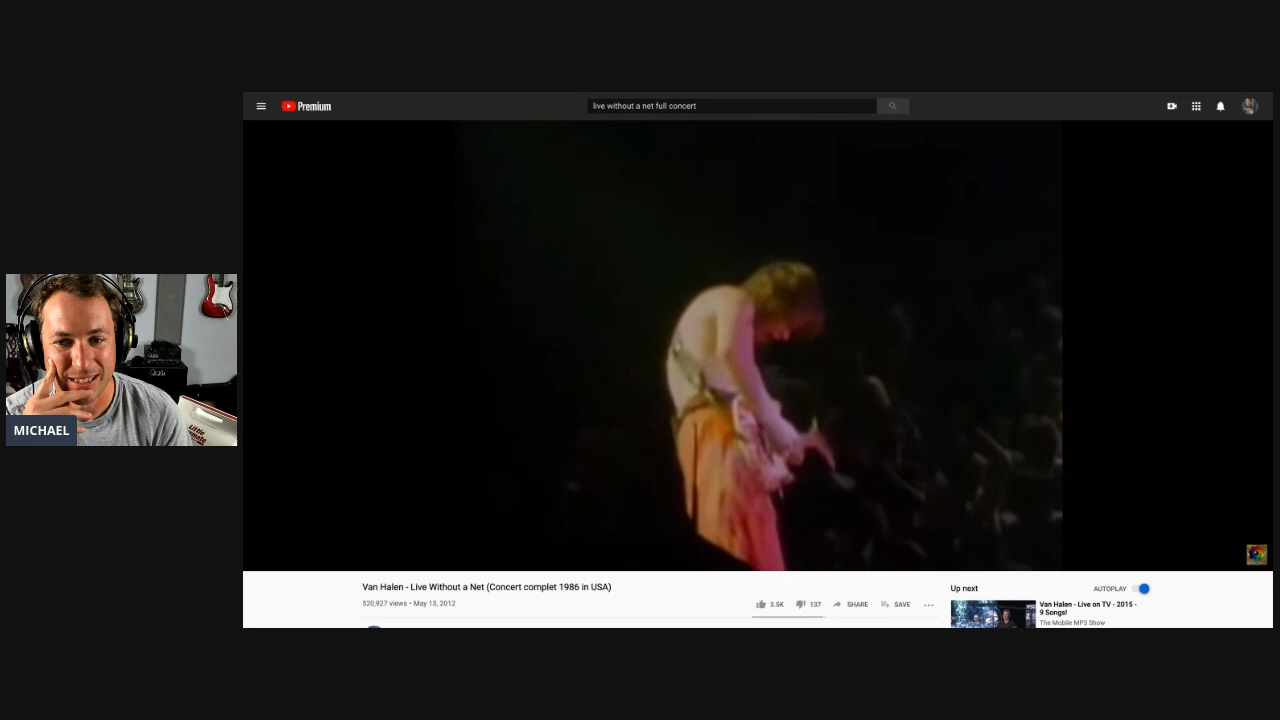 Premium
live without a net full concert
MICHAEL
Van Halen - Live Without a Net (Concert complet 1986 in USA)
520,927 views • May 13, 2012
3.5K
137
SHARE
SAVE
Up next
AUTOPLAY
Van Halen - Live on TV - 2015 -
9 Songs!
The Mobile MP3 Show